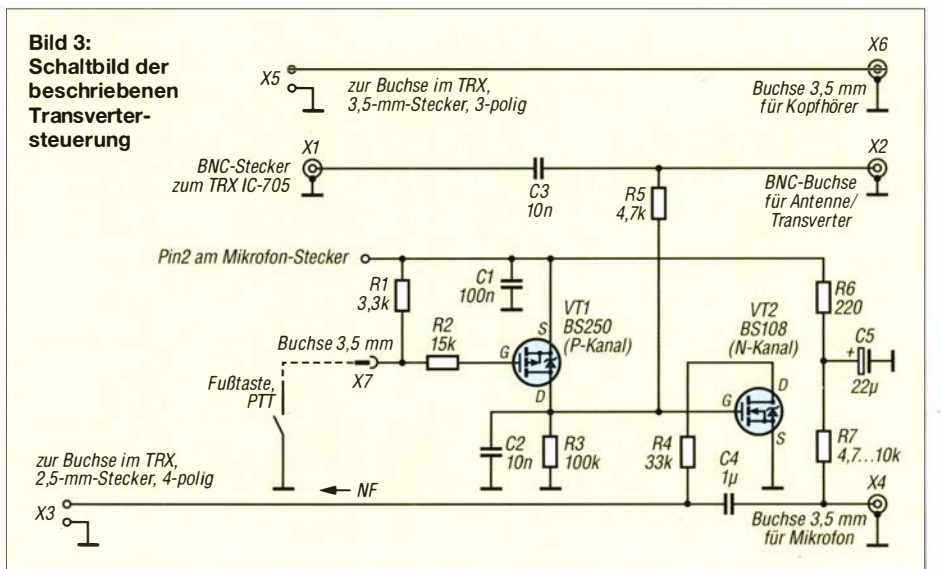 Bild 3:
Schaltbild der
beschriebenen
Transverter-
steuerung
X5
zur Buchse im TRX,
3,5-mm-Stecker, 3-polig
X6
Buchse 3,5 mm
für Kopfhörer
X1
BNC-Stecker
zum TRX IC-705
C3
10n
R5
4,7k
X2
BNC-Buchse
für Antenne/
Transverter
Pin2 am Mikrofon-Stecker
R1
3,3k
C1
100n
S
VT1
BS250
(P-Kanal)
G
D
R2
15k
Buchse 3,5 mm
X7
Fußtaste,
PTT
VT2
BS108
(N-Kanal)
D
G
S
R6
220
+
C5
22µ
C2
10n
R3
100k
R4
33k
C4
1µ
R7
4,7...10k
zur Buchse im TRX,
2,5-mm-Stecker, 4-polig
X3
NF
X4
Buchse 3,5 mm
für Mikrofon